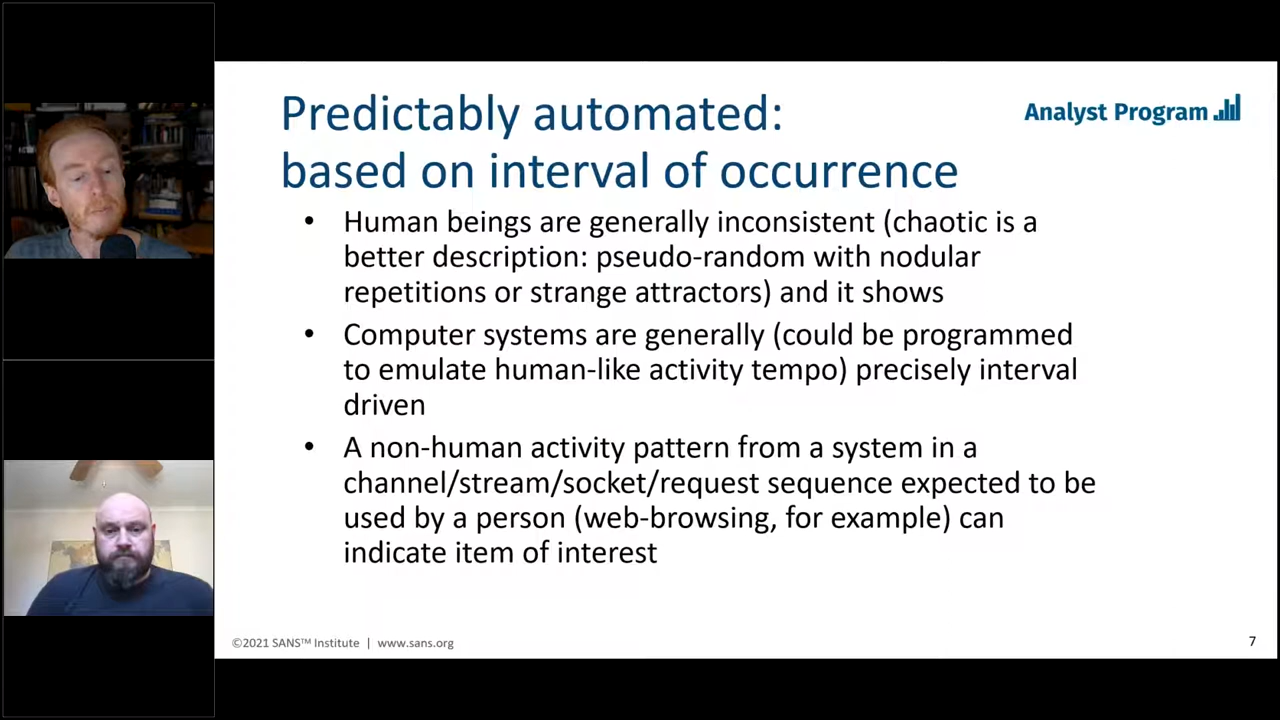 Predictably automated:
based on interval of occurrence
Analyst Program
• Human beings are generally inconsistent (chaotic is a
better description: pseudo-random with nodular
repetitions or strange attractors) and it shows
• Computer systems are generally (could be programmed
to emulate human-like activity tempo) precisely interval
driven
• A non-human activity pattern from a system in a
channel/stream/socket/request sequence expected to be
used by a person (web-browsing, for example) can
indicate item of interest
©2021 SANS™ Institute | www.sans.org
7